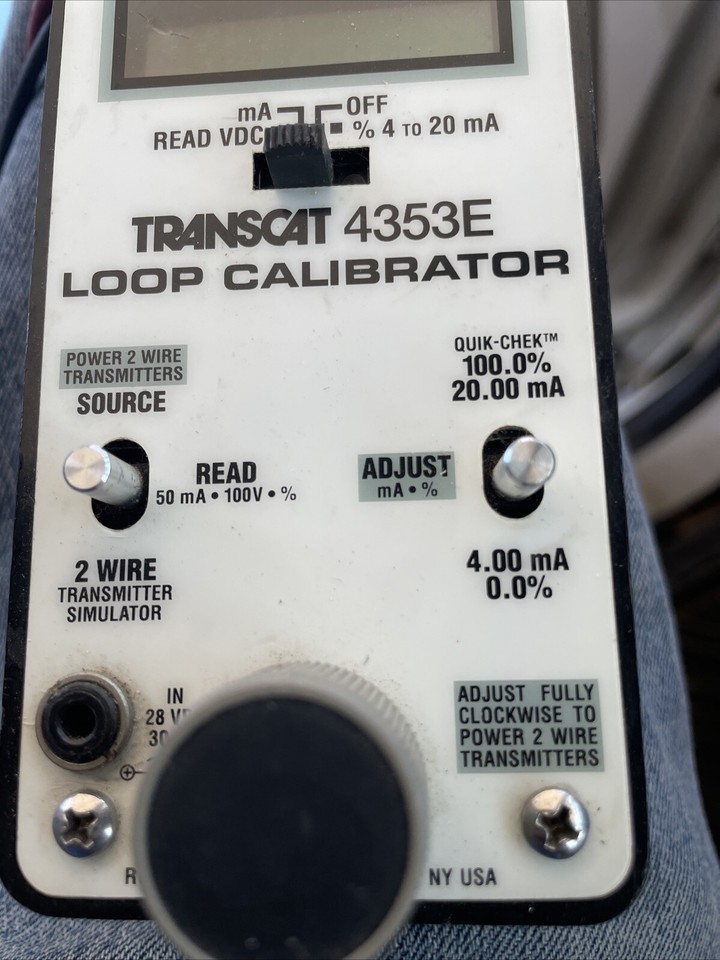 mA OFF
READ VDC % 4 TO 20 mA
TRANSCAT 4353E
LOOP CALIBRATOR
POWER 2 WIRE
TRANSMITTERS
SOURCE
QUIK-CHEK™
100.0%
20.00 mA
READ
50 mA • 100V • %
ADJUST
mA • %
2 WIRE
TRANSMITTER
SIMULATOR
4.00 mA
0.0%
IN
28
ADJUST FULLY
CLOCKWISE TO
POWER 2 WIRE
TRANSMITTERS
NY USA